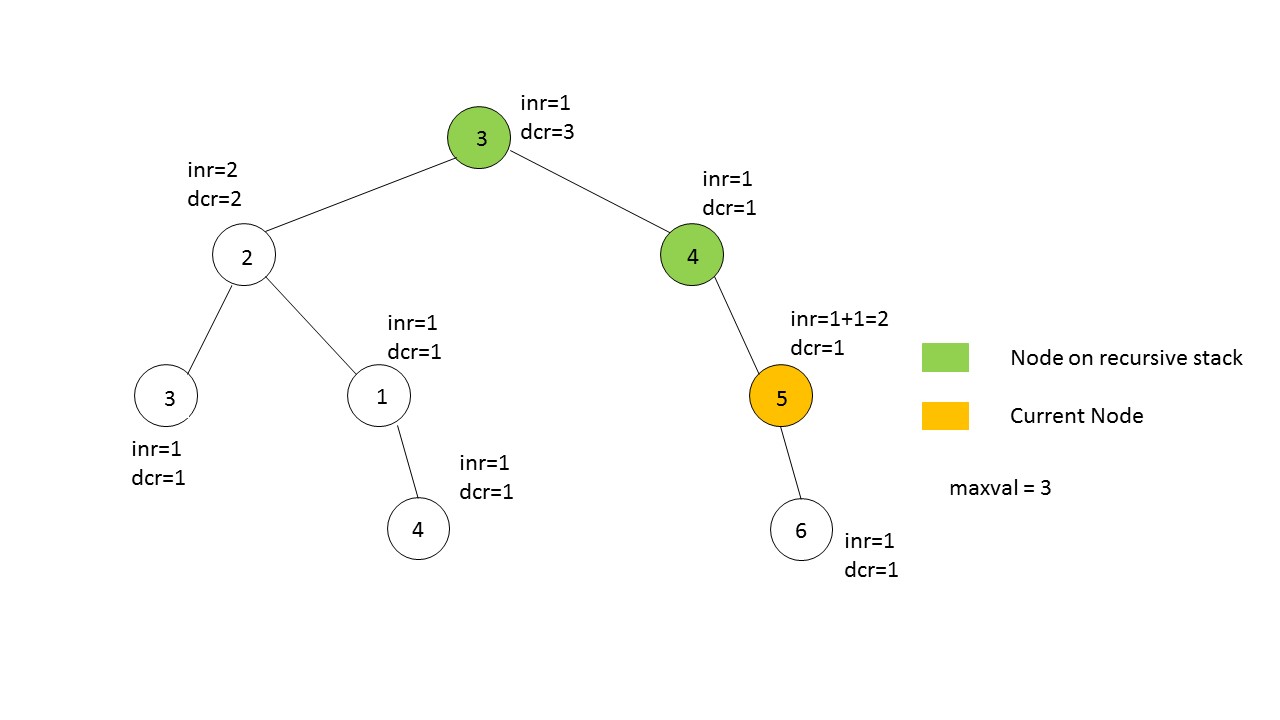 inr=1
dcr=3
3
inr=2
dcr=2
2
inr=1
dcr=1
4
inr=1
dcr=1
3
inr=1
dcr=1
1
inr=1+1=2
dcr=1
5
inr=1
dcr=1
4
6
inr=1
dcr=1
Node on recursive stack
Current Node
maxval = 3